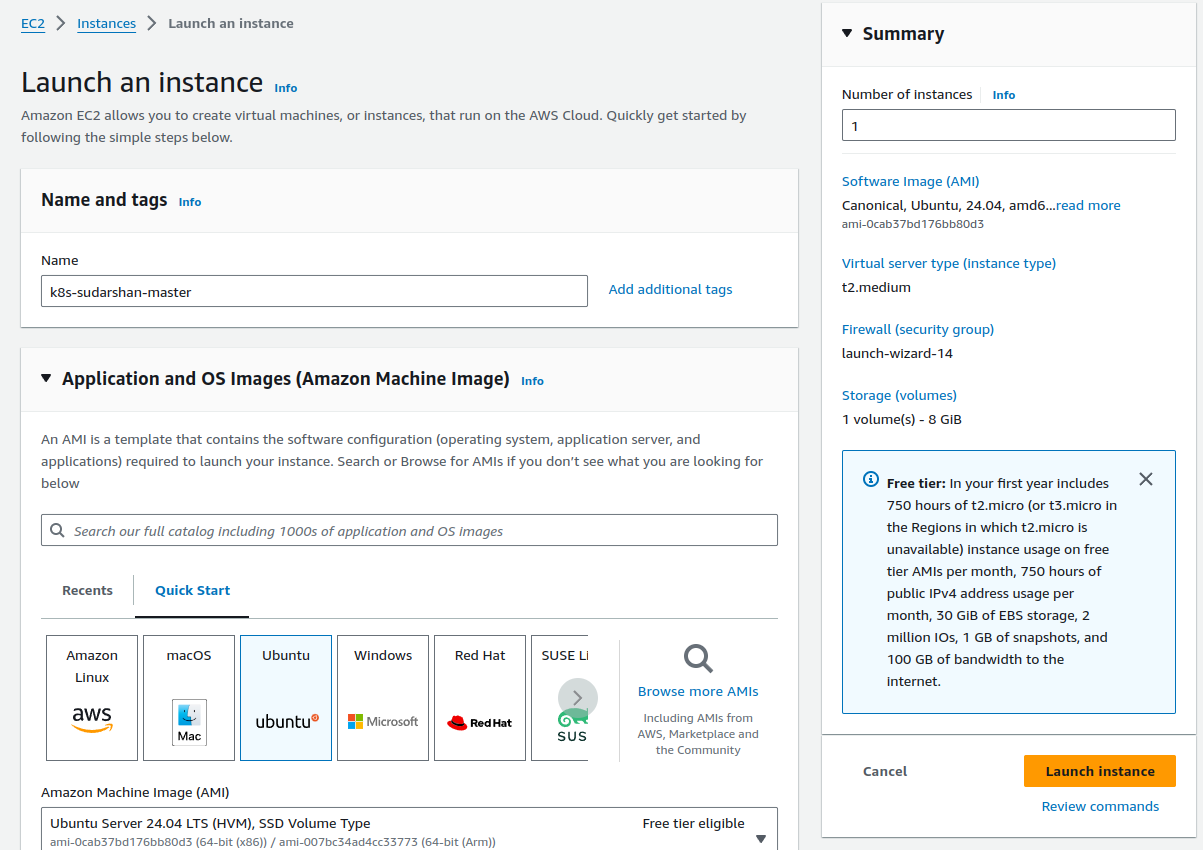 EC2 > Instances > Launch an instance
Launch an instance Info
Amazon EC2 allows you to create virtual machines, or instances, that run on the AWS Cloud. Quickly get started by
following the simple steps below.
Name and tags Info
Name
k8s-sudarshan-master
Add additional tags
Application and OS Images (Amazon Machine Image) Info
An AMI is a template that contains the software configuration (operating system, application server, and
applications) required to launch your instance. Search or Browse for AMIs if you don’t see what you are looking for
below
Search our full catalog including 1000s of application and OS images
Recents
Quick Start
Amazon
Linux
aws
macOS
Mac
Ubuntu
ubuntu
Windows
Microsoft
Red Hat
Red Hat
SUSE Li
SUS
Browse more AMIs
Including AMIs from
AWS, Marketplace and
the Community
Amazon Machine Image (AMI)
Ubuntu Server 24.04 LTS (HVM), SSD Volume Type
Free tier eligible
ami-0cab37bd176bb80d3 (64-bit (x86)) / ami-007bc34ad4cc33773 (64-bit (Arm))
Summary
Number of instances Info
1
Software Image (AMI)
Canonical, Ubuntu, 24.04, amd6...read more
ami-0cab37bd176bb80d3
Virtual server type (instance type)
t2.medium
Firewall (security group)
launch-wizard-14
Storage (volumes)
1 volume(s) - 8 GiB
Free tier: In your first year includes
750 hours of t2.micro (or t3.micro in
the Regions in which t2.micro is
unavailable) instance usage on free
tier AMIs per month, 750 hours of
public IPv4 address usage per
month, 30 GiB of EBS storage, 2
million IOs, 1 GB of snapshots, and
100 GB of bandwidth to the
internet.
Cancel
Launch instance
Review commands